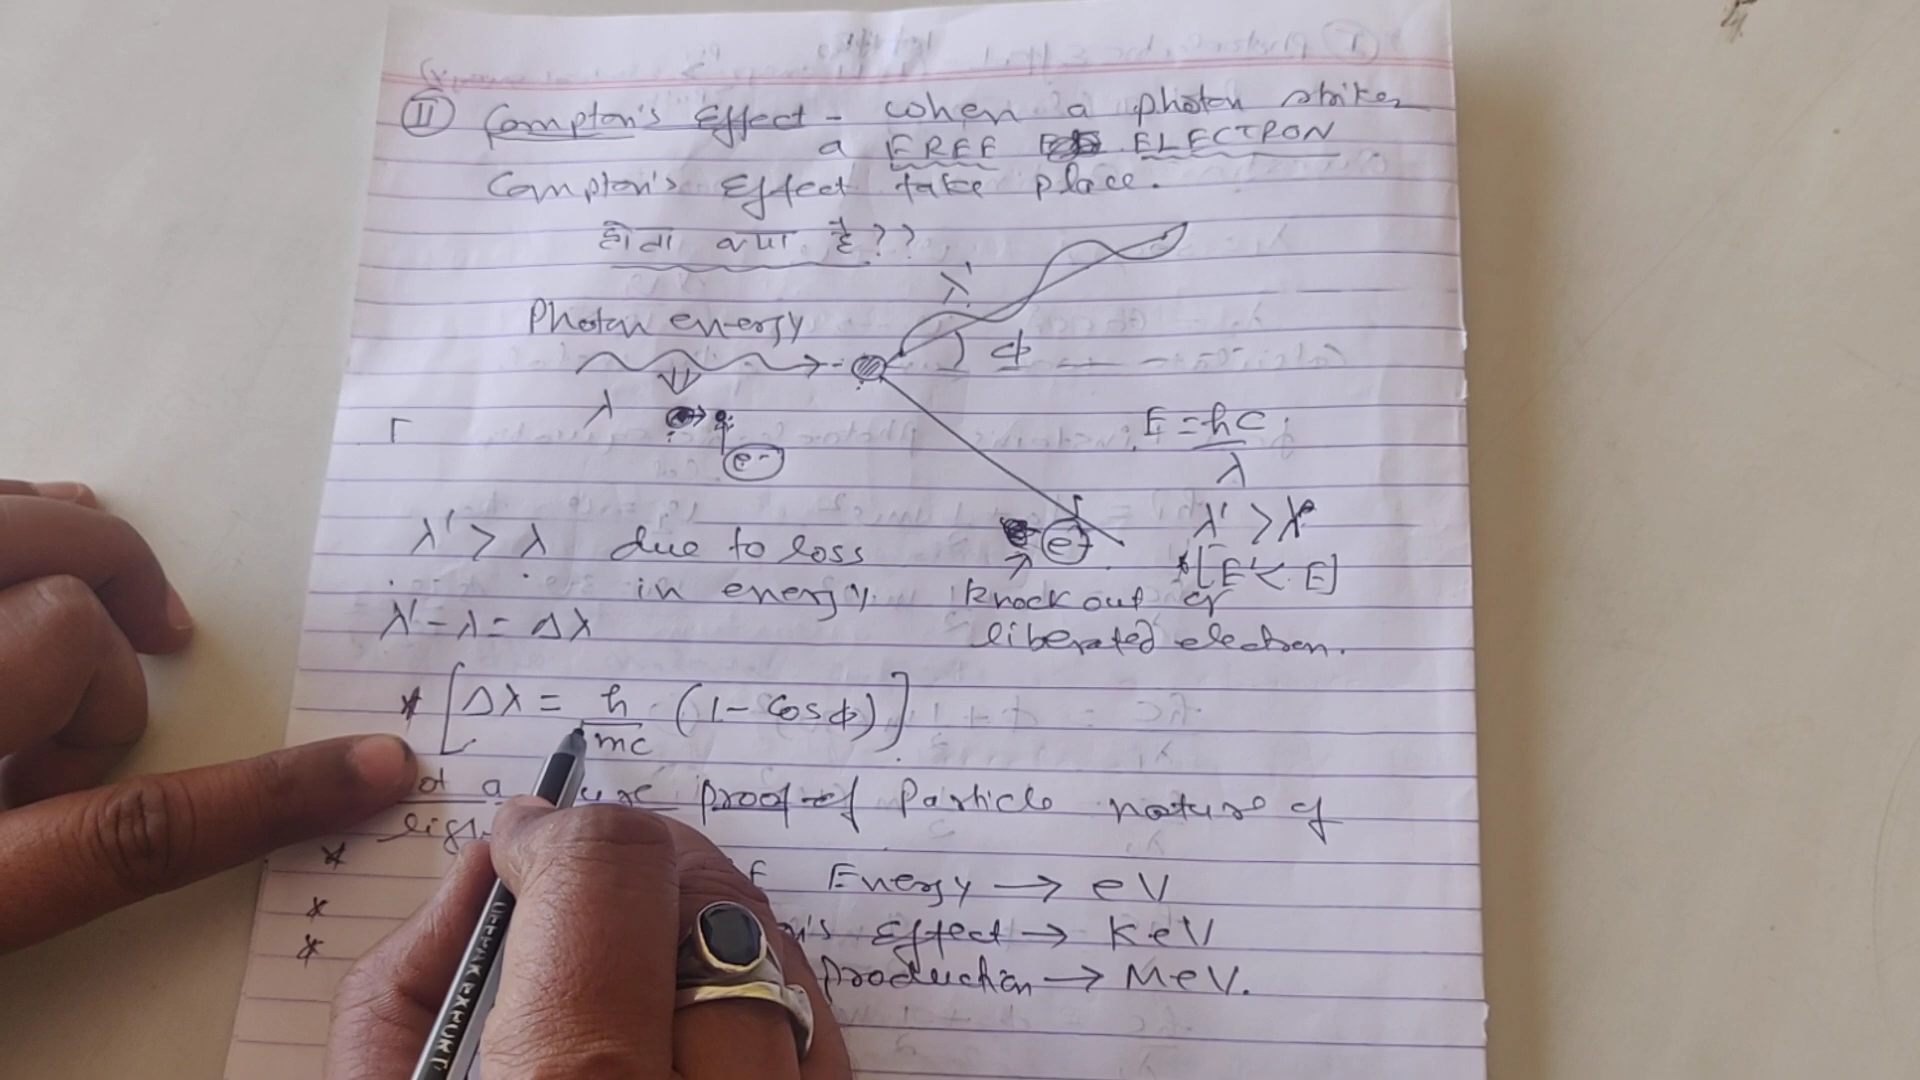 II Compton's Effect - when a photon strikes
a FREE ELECTRON
Compton's Effect take place.
होता क्या है??
λ'
Photon energy
ϕ
λ
e-
E = hc
λ
λ' > λ due to loss
in energy.
e-
λ' > λ
*[E' < E]
knock out or
liberated electron.
λ' - λ = Δλ
* [Δλ = h (1 - Cosϕ)]
mc
a proof of Particle nature of
* Energy → eV
* Effect → KeV
* production → MeV.
UFFMAKEXPORT